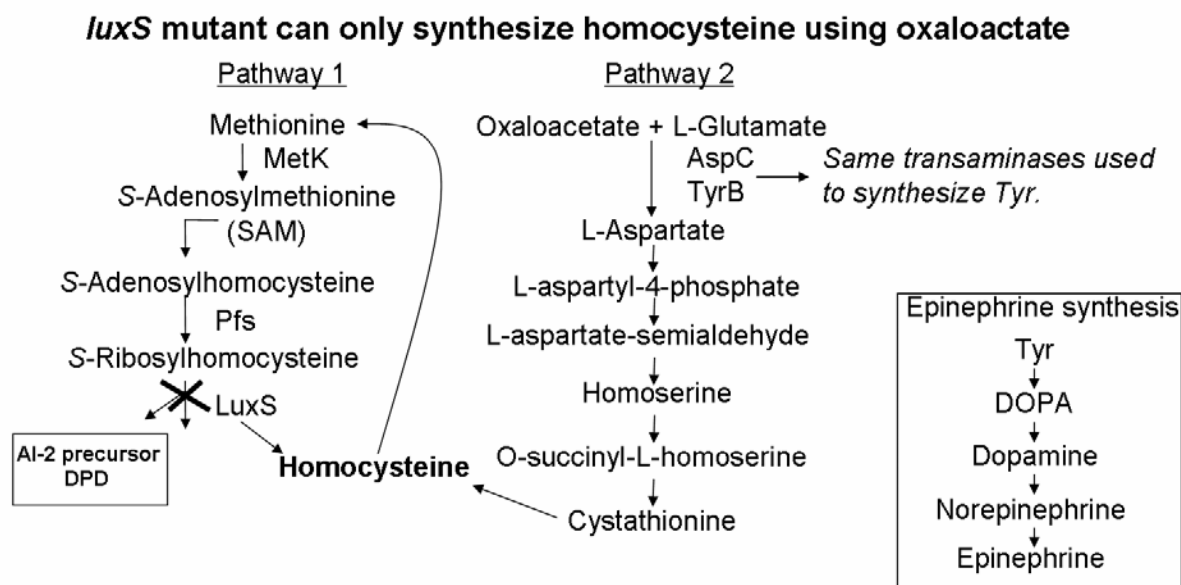 luxS mutant can only synthesize homocysteine using oxaloactate
Pathway 1
Methionine
MetK
S-Adenosylmethionine
(SAM)
S-Adenosylhomocysteine
Pfs
S-Ribosylhomocysteine
LuxS
AI-2 precursor
DPD
Homocysteine
Pathway 2
Oxaloacetate + L-Glutamate
AspC
TyrB
Same transaminases used
to synthesize Tyr.
L-Aspartate
L-aspartyl-4-phosphate
L-aspartate-semialdehyde
Homoserine
O-succinyl-L-homoserine
Cystathionine
Epinephrine synthesis
Tyr
DOPA
Dopamine
Norepinephrine
Epinephrine